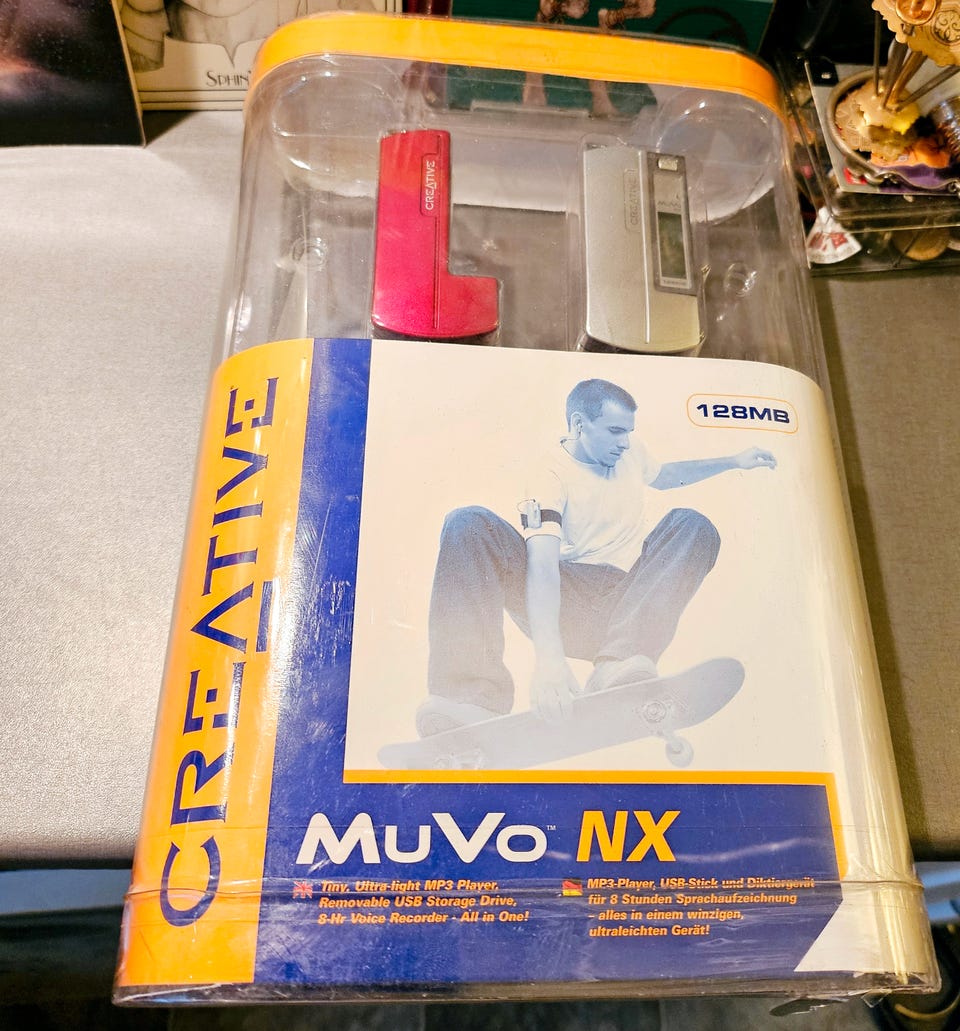 SPHIN
CREATIVE
CREATIVE
MUVO
128MB
CREATIVE
MUVO™ NX
Tiny, Ultra-light MP3 Player,
Removable USB Storage Drive,
8-Hr Voice Recorder - All in One!
MP3-Player, USB-Stick und Diktiergerät
für 8 Stunden Sprachaufzeichnung
- alles in einem winzigen,
ultraleichten Gerät!